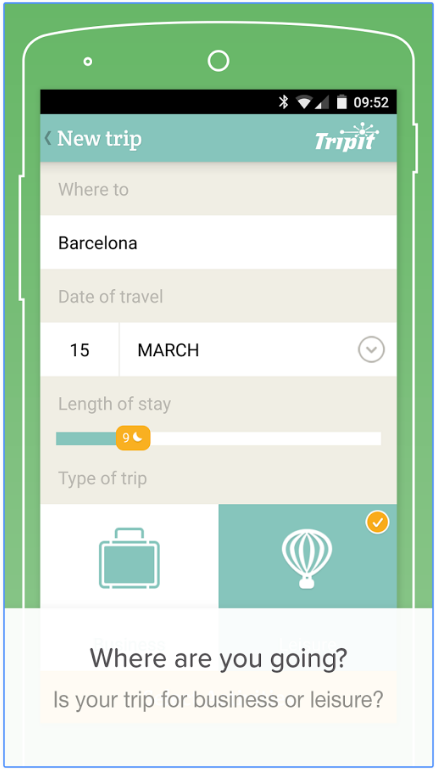 09:52
New trip
Tripit
Where to
Barcelona
Date of travel
15 MARCH
Length of stay
9
Type of trip
Where are you going?
Is your trip for business or leisure?